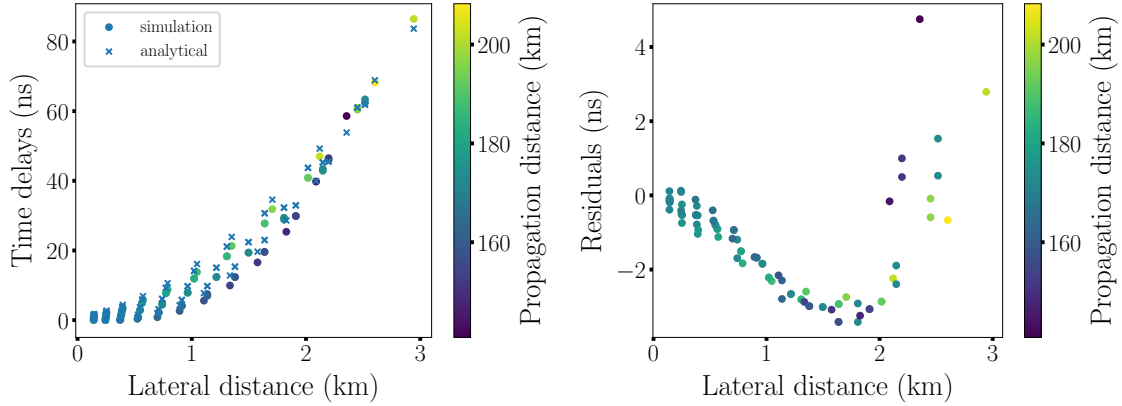 simulation
analytical
80
60
40
20
0
0
1
2
3
Time delays (ns)
Lateral distance (km)
200
180
160
Propagation distance (km)
4
2
0
−2
0
1
2
3
Residuals (ns)
Lateral distance (km)
200
180
160
Propagation distance (km)